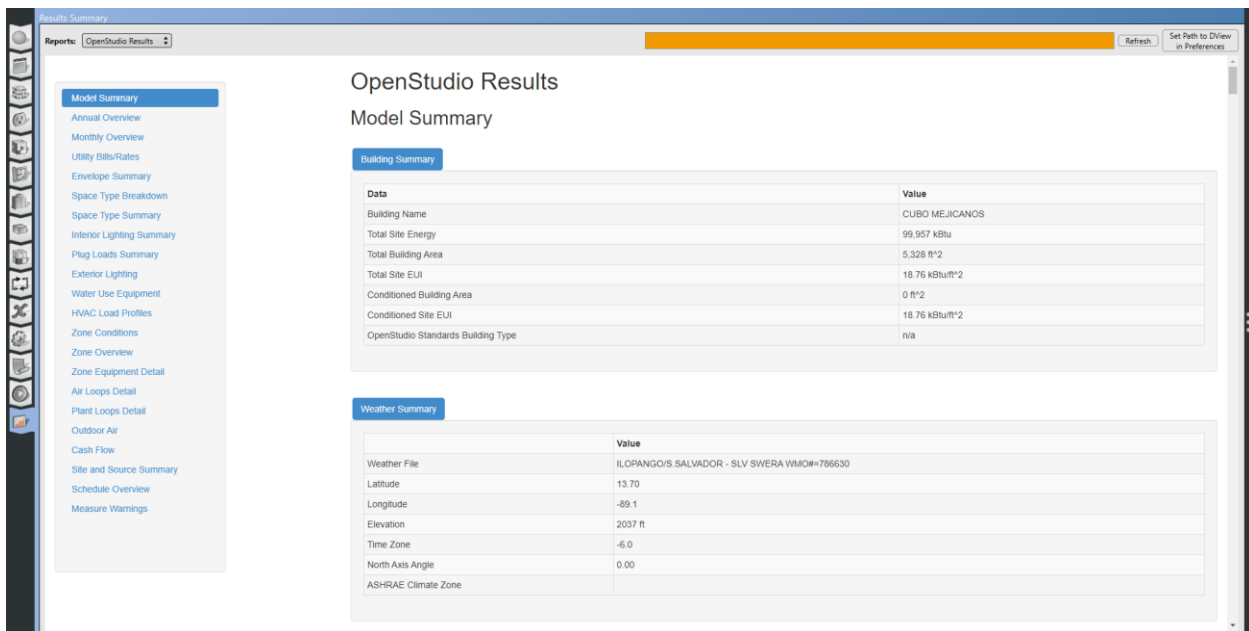 Results Summary
Reports: OpenStudio Results
Refresh
Set Path to DView
in Preferences
Model Summary
Annual Overview
Monthly Overview
Utility Bills/Rates
Envelope Summary
Space Type Breakdown
Space Type Summary
Interior Lighting Summary
Plug Loads Summary
Exterior Lighting
Water Use Equipment
HVAC Load Profiles
Zone Conditions
Zone Overview
Zone Equipment Detail
Air Loops Detail
Plant Loops Detail
Outdoor Air
Cash Flow
Site and Source Summary
Schedule Overview
Measure Warnings
OpenStudio Results
Model Summary
Building Summary
Data Value
Building Name CUBO MEJICANOS
Total Site Energy 99,957 kBtu
Total Building Area 5,328 ft^2
Total Site EUI 18.76 kBtu/ft^2
Conditioned Building Area 0 ft^2
Conditioned Site EUI 18.76 kBtu/ft^2
OpenStudio Standards Building Type n/a
Weather Summary
Value
Weather File ILOPANGO/S.SALVADOR - SLV SWERA WMO#=786630
Latitude 13.70
Longitude -89.1
Elevation 2037 ft
Time Zone -6.0
North Axis Angle 0.00
ASHRAE Climate Zone